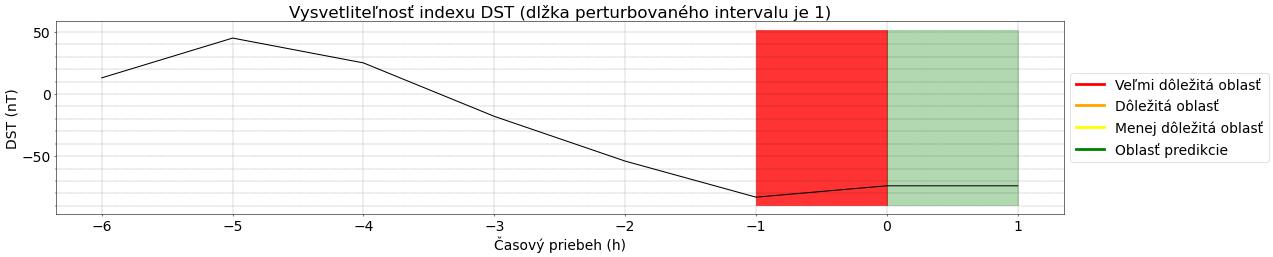 Vysvetliteľnosť indexu DST (dĺžka perturbovaného intervalu je 1)
DST (nT)
50
0
−50
−6 −5 −4 −3 −2 −1 0 1
Časový priebeh (h)
Veľmi dôležitá oblasť
Dôležitá oblasť
Menej dôležitá oblasť
Oblasť predikcie